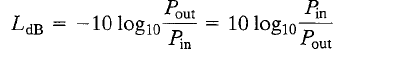 L_dB = -10 log₁₀ P_out/P_in = 10 log₁₀ P_in/P_out